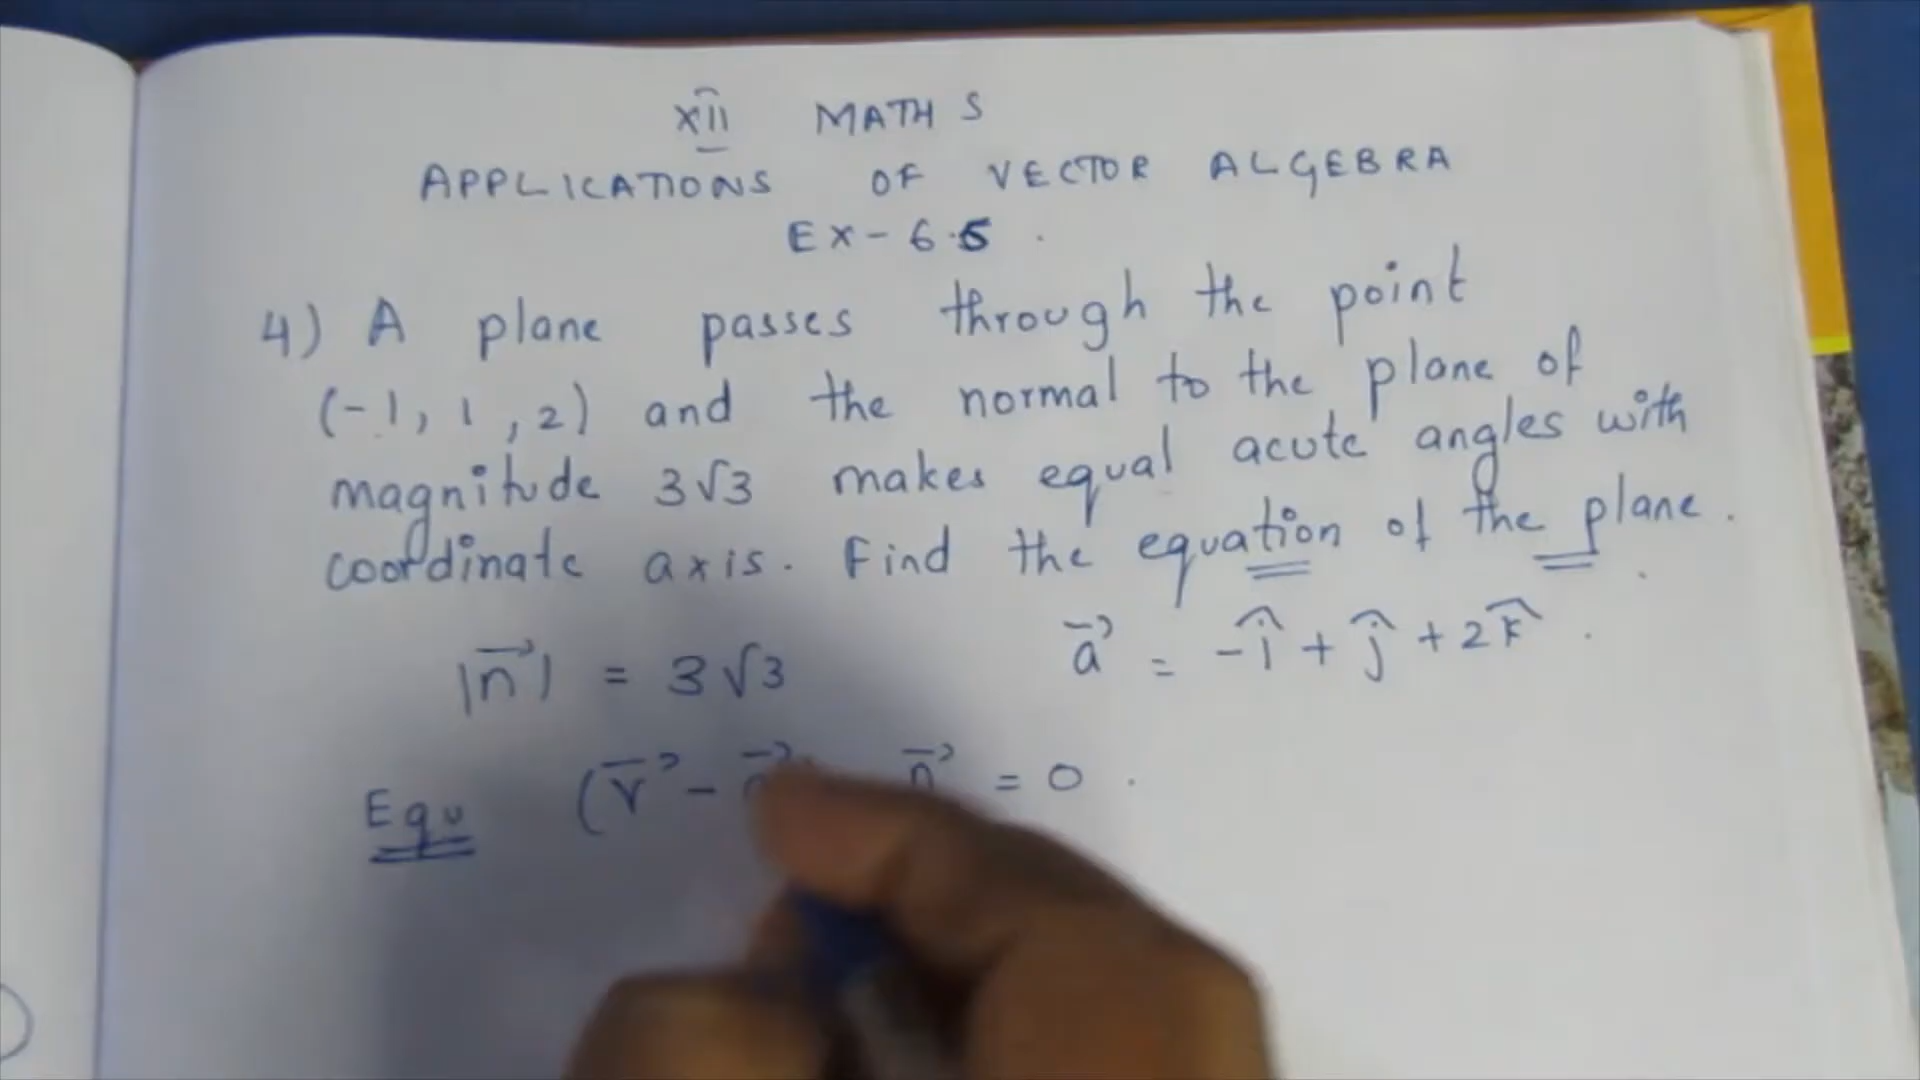 XII MATHS
APPLICATIONS OF VECTOR ALGEBRA
EX-6.5.
4) A plane passes through the point
(-1, 1, 2) and the normal to the plane of
magnitude 3√3 makes equal acute angles with
coordinate axis. Find the equation of the plane.
|n⃗| = 3√3 a⃗ = -î + ĵ + 2k̂.
Equ (r⃗ - n⃗ = 0.